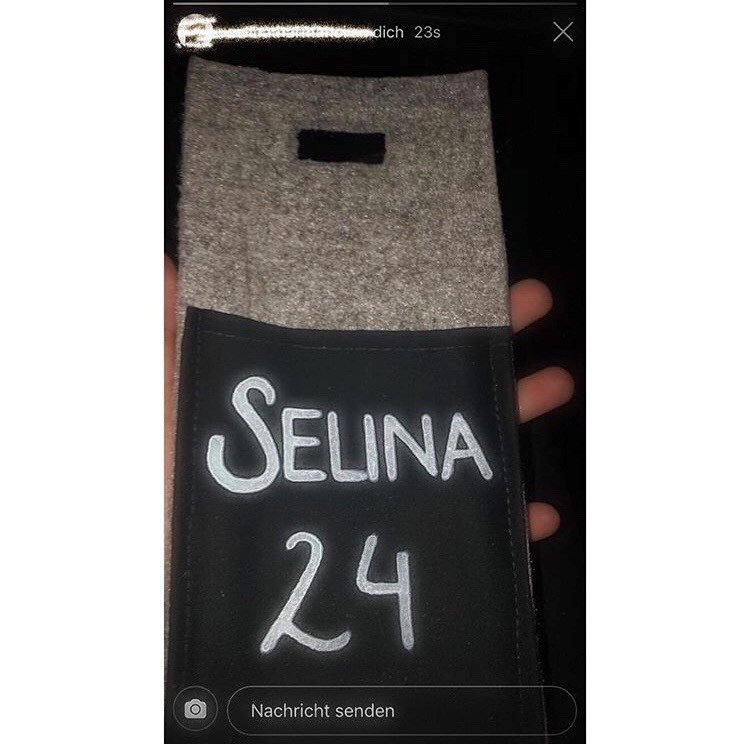 dich 23s
SELINA
24
Nachricht senden